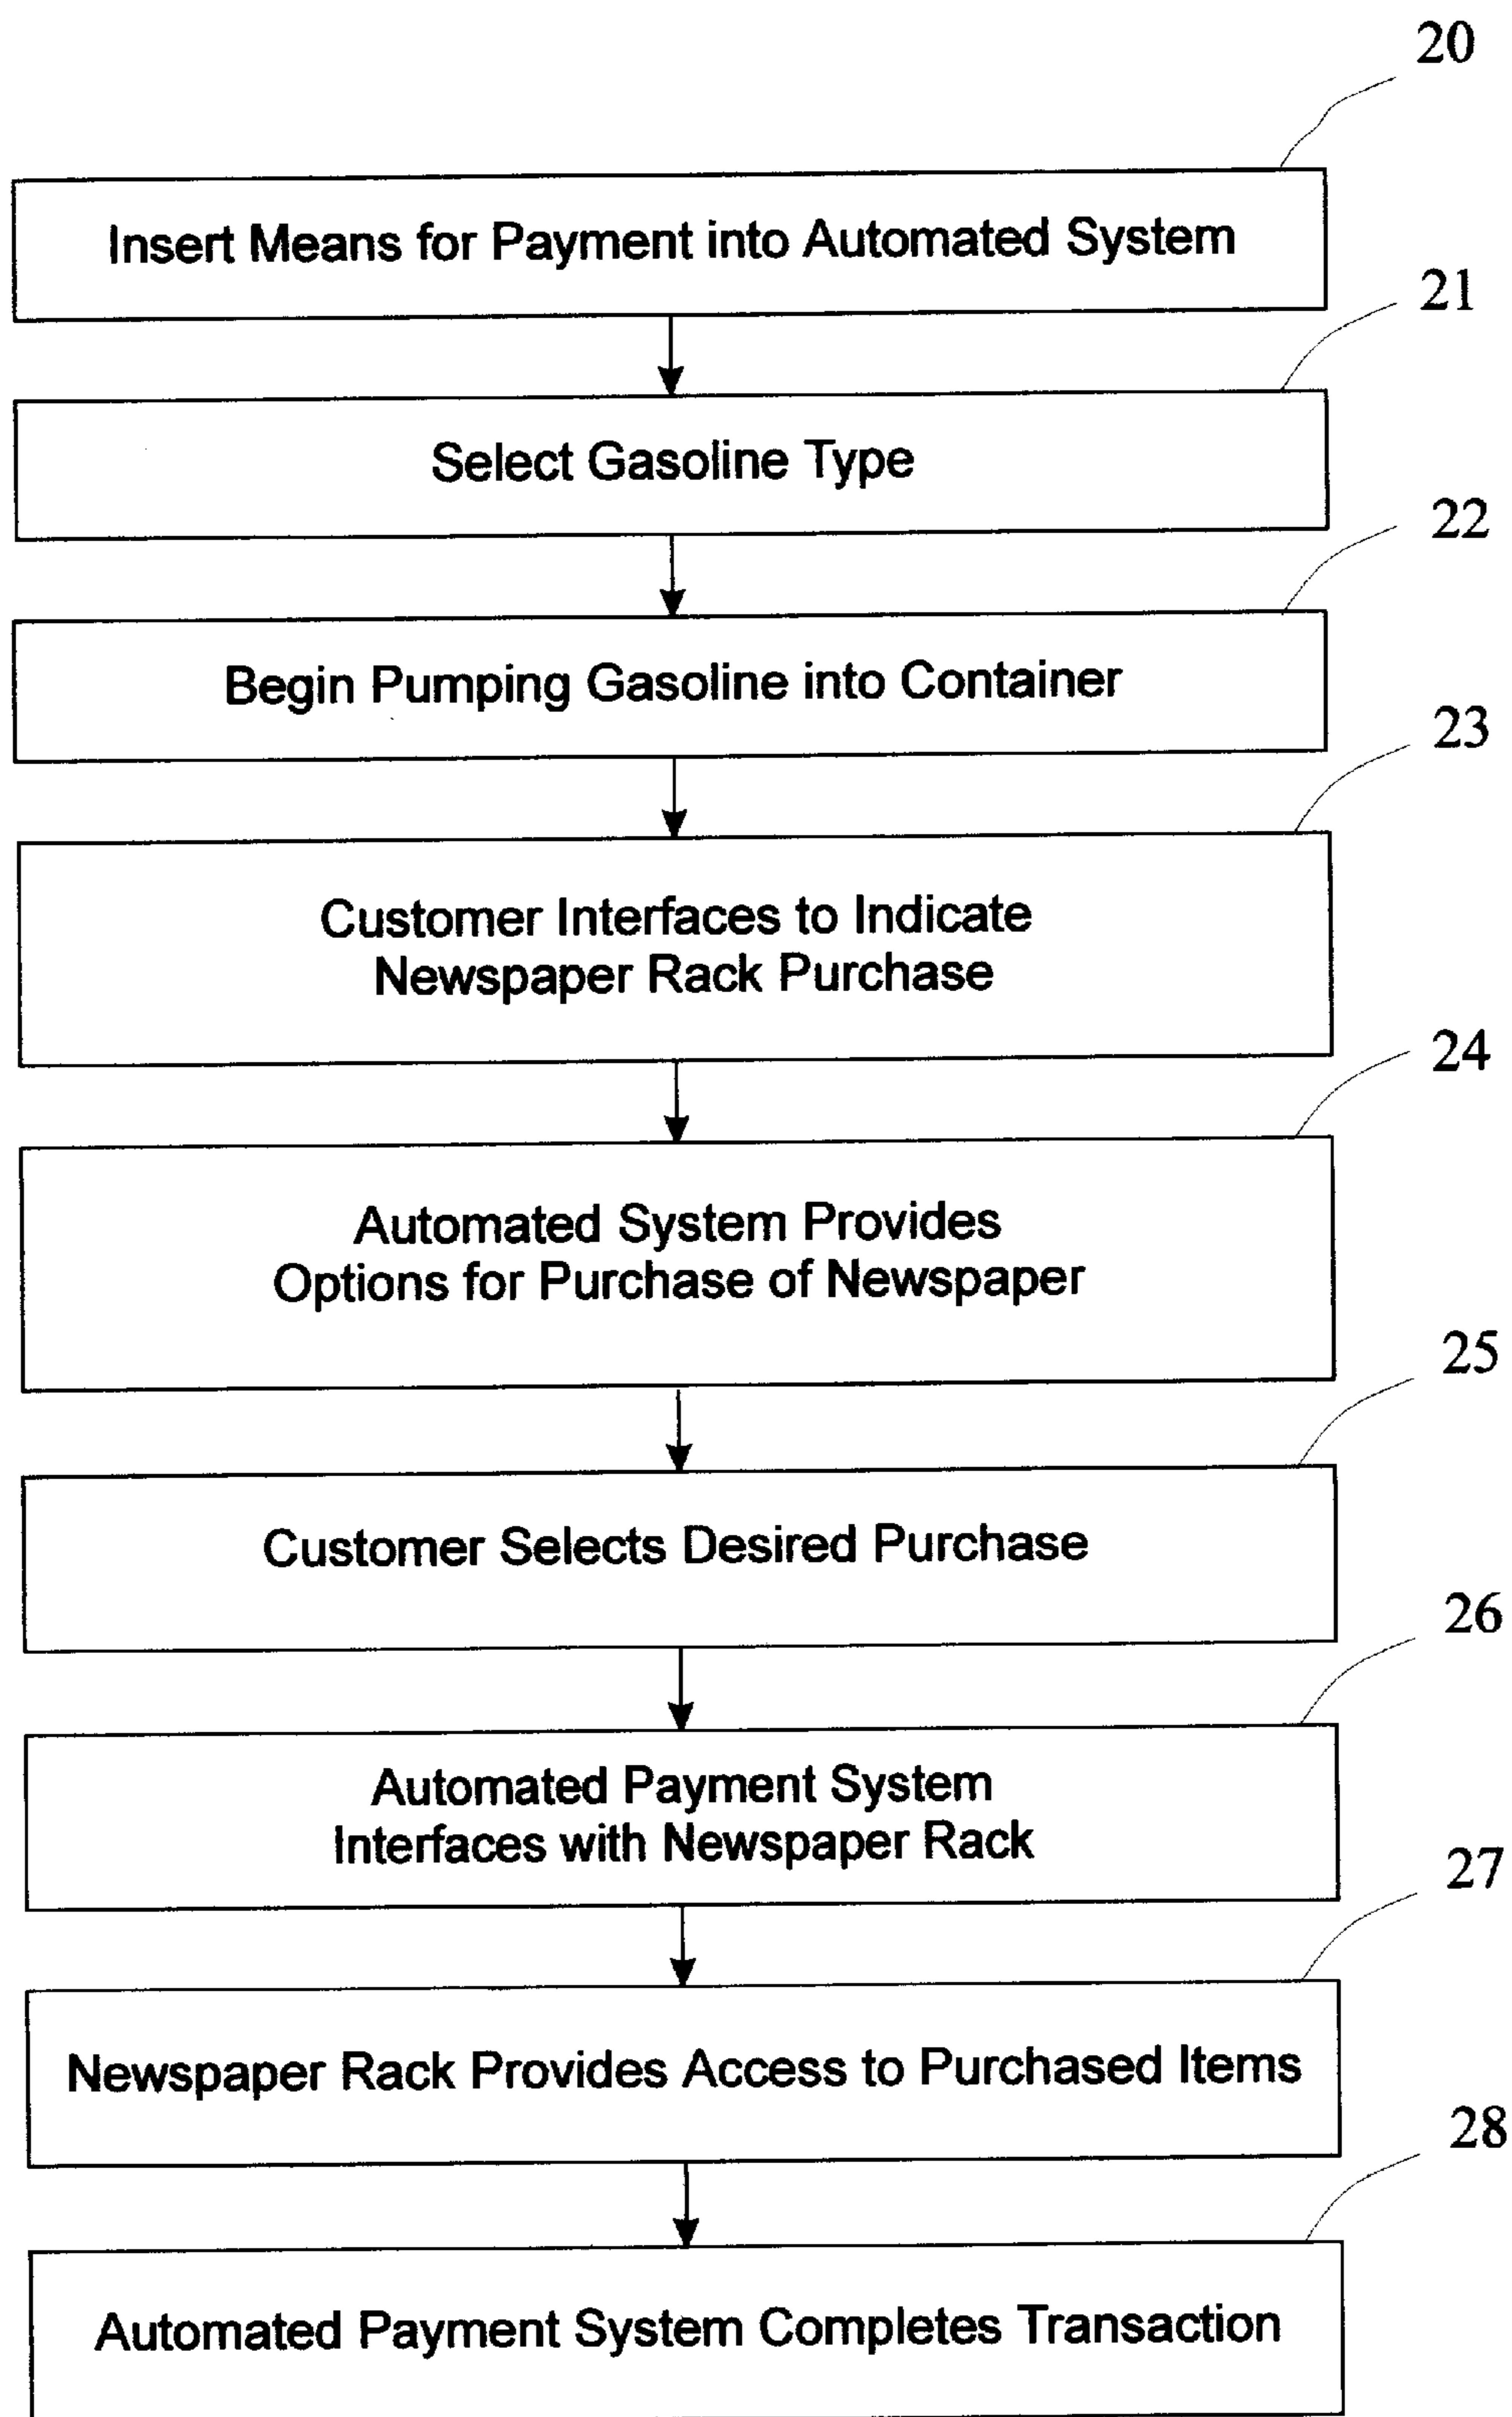 20
Insert Means for Payment into Automated System
21
Select Gasoline Type
22
Begin Pumping Gasoline into Container
23
Customer Interfaces to Indicate
Newspaper Rack Purchase
24
Automated System Provides
Options for Purchase of Newspaper
25
Customer Selects Desired Purchase
26
Automated Payment System
Interfaces with Newspaper Rack
27
Newspaper Rack Provides Access to Purchased Items
28
Automated Payment System Completes Transaction